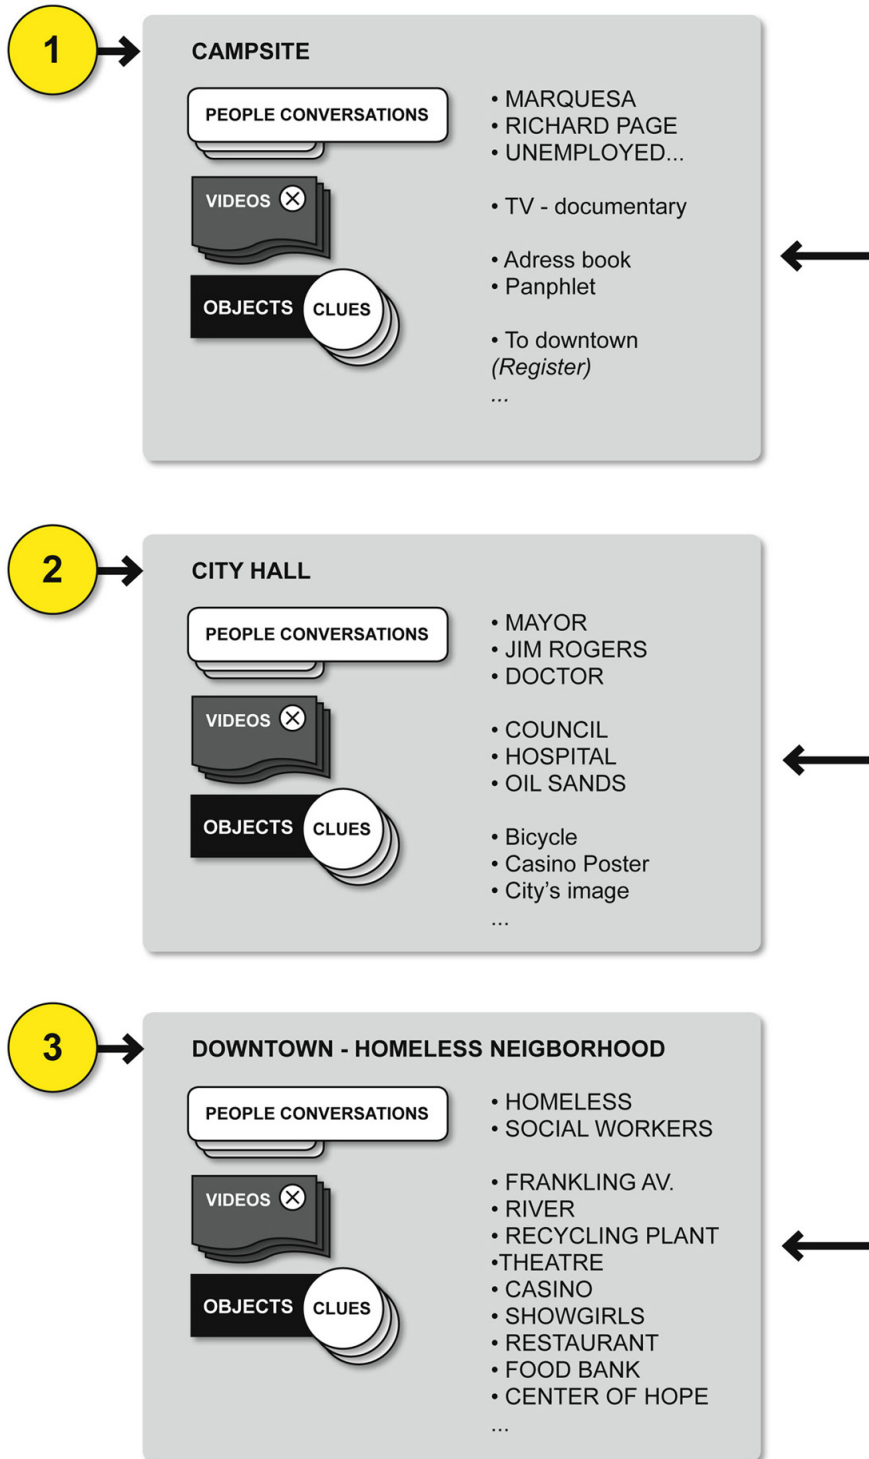 1
CAMPSITE
PEOPLE CONVERSATIONS
VIDEOS
OBJECTS
CLUES
• MARQUESA
• RICHARD PAGE
• UNEMPLOYED...
• TV - documentary
• Adress book
• Panphlet
• To downtown
(Register)
...
2
CITY HALL
PEOPLE CONVERSATIONS
VIDEOS
OBJECTS
CLUES
• MAYOR
• JIM ROGERS
• DOCTOR
• COUNCIL
• HOSPITAL
• OIL SANDS
• Bicycle
• Casino Poster
• City's image
...
3
DOWNTOWN - HOMELESS NEIGBORHOOD
PEOPLE CONVERSATIONS
VIDEOS
OBJECTS
CLUES
• HOMELESS
• SOCIAL WORKERS
• FRANKLING AV.
• RIVER
• RECYCLING PLANT
•THEATRE
• CASINO
• SHOWGIRLS
• RESTAURANT
• FOOD BANK
• CENTER OF HOPE
...